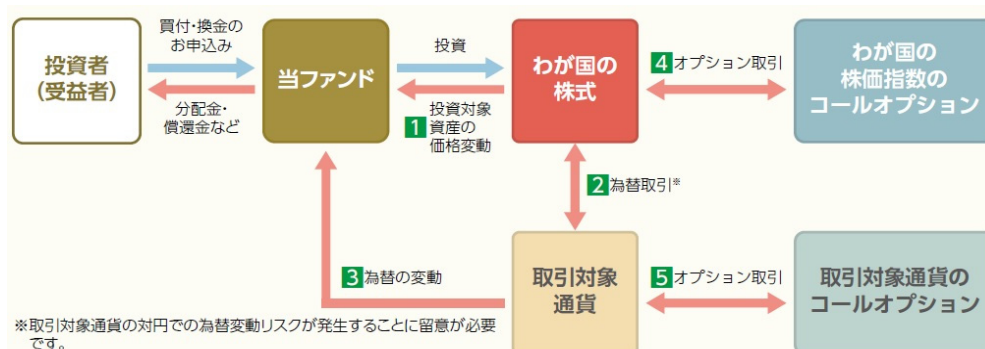 買付・換金の
お申込み
投資者
(受益者)
分配金・
償還金など
当ファンド
投資
1 投資対象
資産の
価格変動
わが国の
株式
4 オプション取引
わが国の
株価指数の
コールオプション
2 為替取引※
3 為替の変動
取引対象
通貨
5 オプション取引
取引対象通貨の
コールオプション
※取引対象通貨の対円での為替変動リスクが発生することに留意が必要
です。